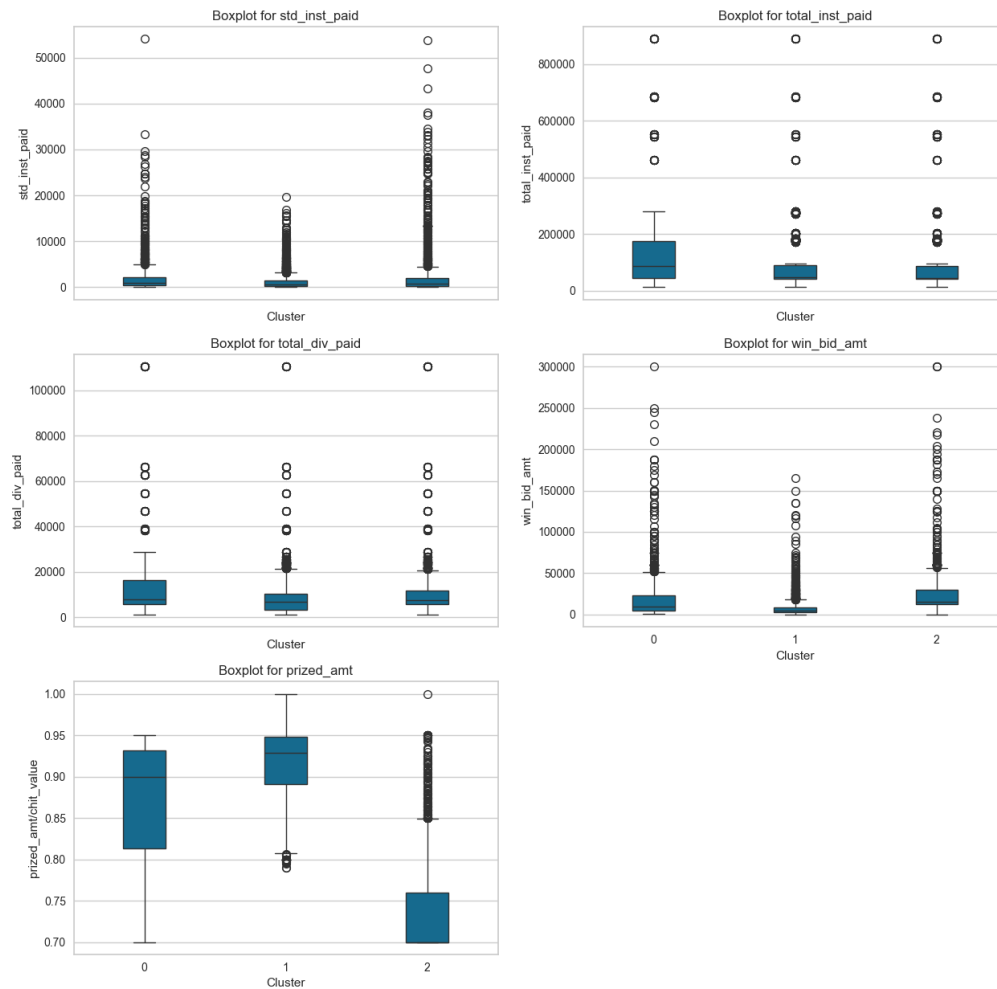 Boxplot for std_inst_paid
50000
40000
30000
20000
10000
0
std_inst_paid
Cluster
Boxplot for total_inst_paid
800000
600000
400000
200000
0
total_inst_paid
Cluster
Boxplot for total_div_paid
100000
80000
60000
40000
20000
0
total_div_paid
Cluster
Boxplot for win_bid_amt
300000
250000
200000
150000
100000
50000
0
win_bid_amt
0 1 2
Cluster
Boxplot for prized_amt
1.00
0.95
0.90
0.85
0.80
0.75
0.70
prized_amt/chit_value
0 1 2
Cluster